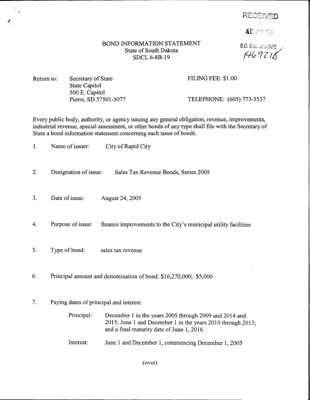 RECEIVED
S.D. SEC. OF STATE
BOND INFORMATION STATEMENT
State of South Dakota
SDCL 6-8B-19
Return to: Secretary of State FILING FEE: $1.00
State Capitol
500 E. Capitol
Pierre, SD 57501-5077 TELEPHONE: (605) 773-3537
Every public body, authority, or agency issuing any general obligation, revenue, improvements,
industrial revenue, special assessment, or other bonds of any type shall file with the Secretary of
State a bond information statement concerning each issue of bonds.
1. Name of issuer: City of Rapid City
2. Designation of issue: Sales Tax Revenue Bonds, Series 2005
3. Date of issue: August 24, 2005
4. Purpose of issue: finance improvements to the City's municipal utility facilities
5. Type of bond: sales tax revenue
6. Principal amount and denomination of bond: $16,270,000; $5,000
7. Paying dates of principal and interest:
Principal: December 1 in the years 2005 through 2009 and 2014 and
2015; June 1 and December 1 in the years 2010 through 2013;
and a final maturity date of June 1, 2016
Interest: June 1 and December 1, commencing December 1, 2005
(over)